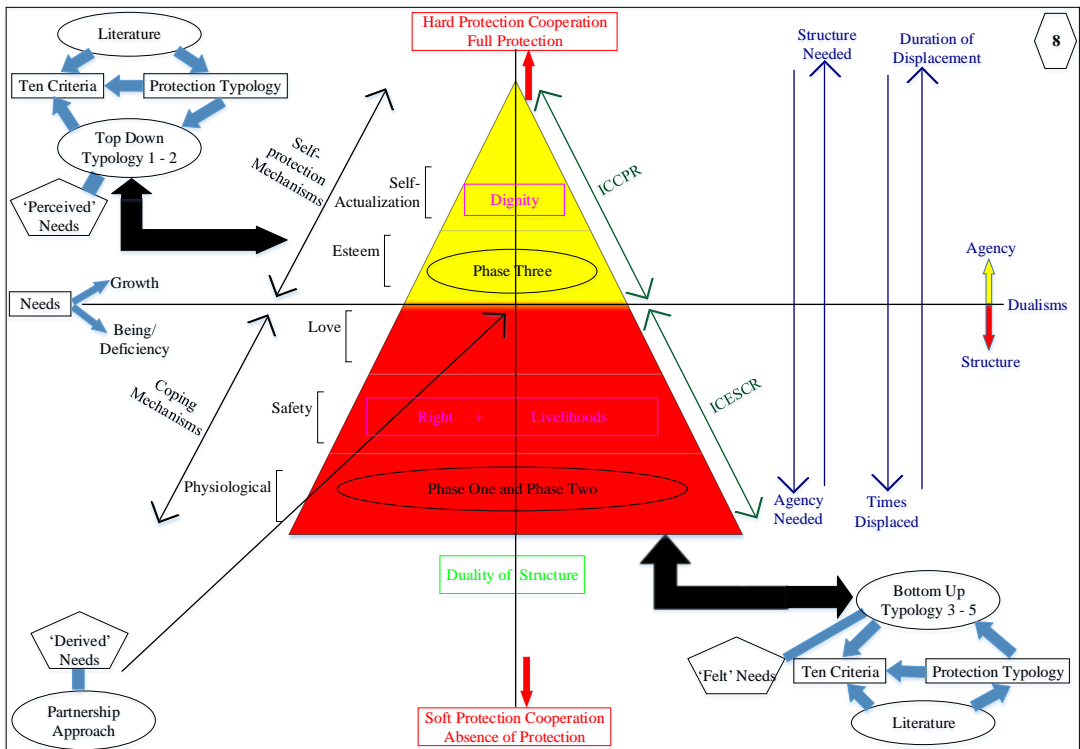 Hard Protection Cooperation
Full Protection
8
Literature
Ten Criteria
Protection Typology
Top Down
Typology 1 - 2
'Perceived'
Needs
Self-
protection
Mechanisms
Self-
Actualization
Dignity
ICCPR
Structure
Needed
Duration of
Displacement
Esteem
Phase Three
Agency
Dualisms
Structure
Needs
Growth
Being/
Deficiency
Love
Coping
Mechanisms
Safety
Right + Livelihoods
ICESCR
Physiological
Phase One and Phase Two
Agency
Needed
Times
Displaced
Duality of Structure
Bottom Up
Typology 3 - 5
'Derived'
Needs
'Felt' Needs
Ten Criteria
Protection Typology
Partnership
Approach
Soft Protection Cooperation
Absence of Protection
Literature